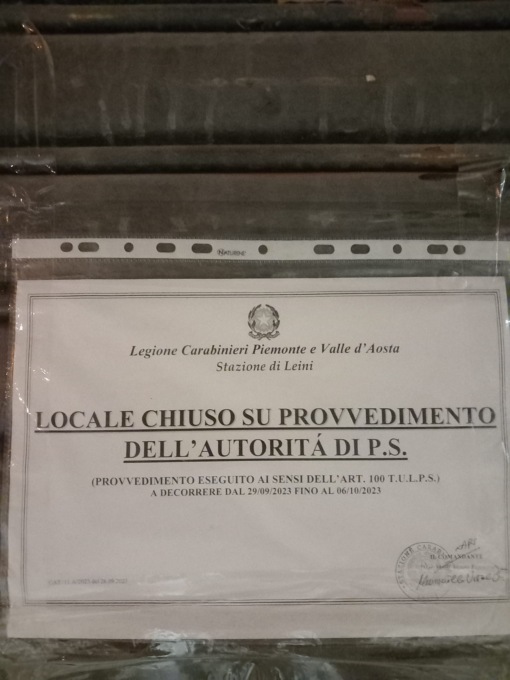 NATURENE
Legione Carabinieri Piemonte e Valle d'Aosta
Stazione di Leini
LOCALE CHIUSO SU PROVVEDIMENTO
DELL'AUTORITÁ DI P.S.
(PROVVEDIMENTO ESEGUITO AI SENSI DELL'ART. 100 T.U.L.P.S.)
A DECORRERE DAL 29/09/2023 FINO AL 06/10/2023
IL COMANDANTE